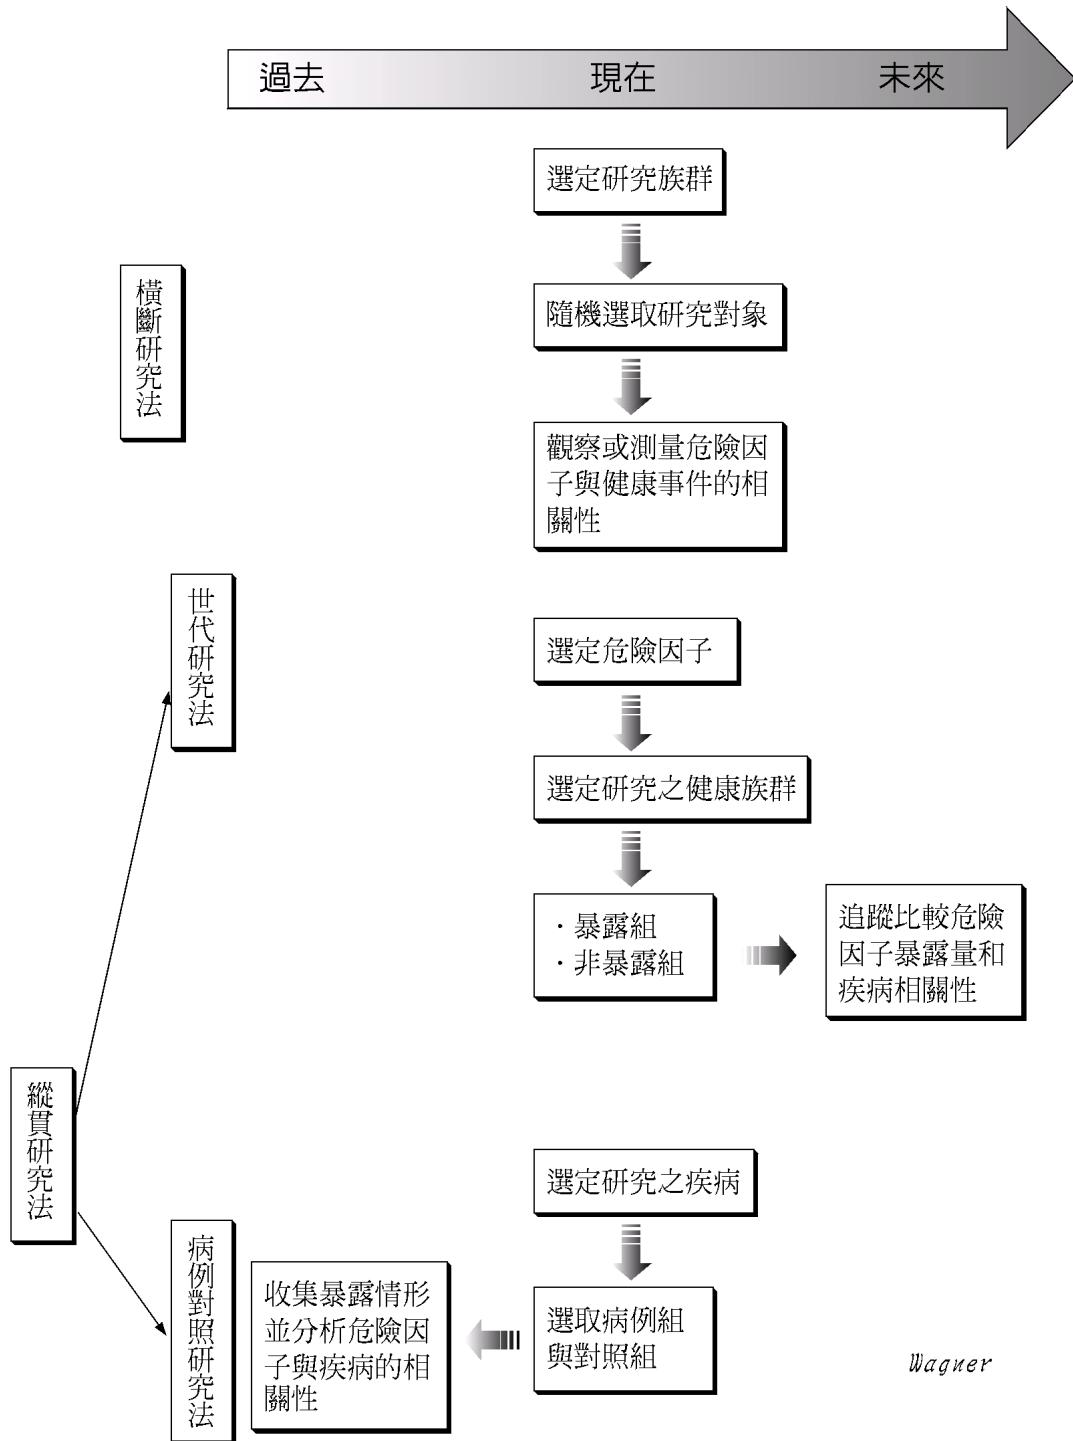 過去 現在 未來
選定研究族群
橫斷研究法
隨機選取研究對象
觀察或測量危險因
子與健康事件的相
關性
世代研究法
選定危險因子
選定研究之健康族群
・暴露組
・非暴露組
追蹤比較危險
因子暴露量和
疾病相關性
縱貫研究法
選定研究之疾病
病例對照研究法
收集暴露情形
並分析危險因
子與疾病的相
關性
選取病例組
與對照組
Wagner